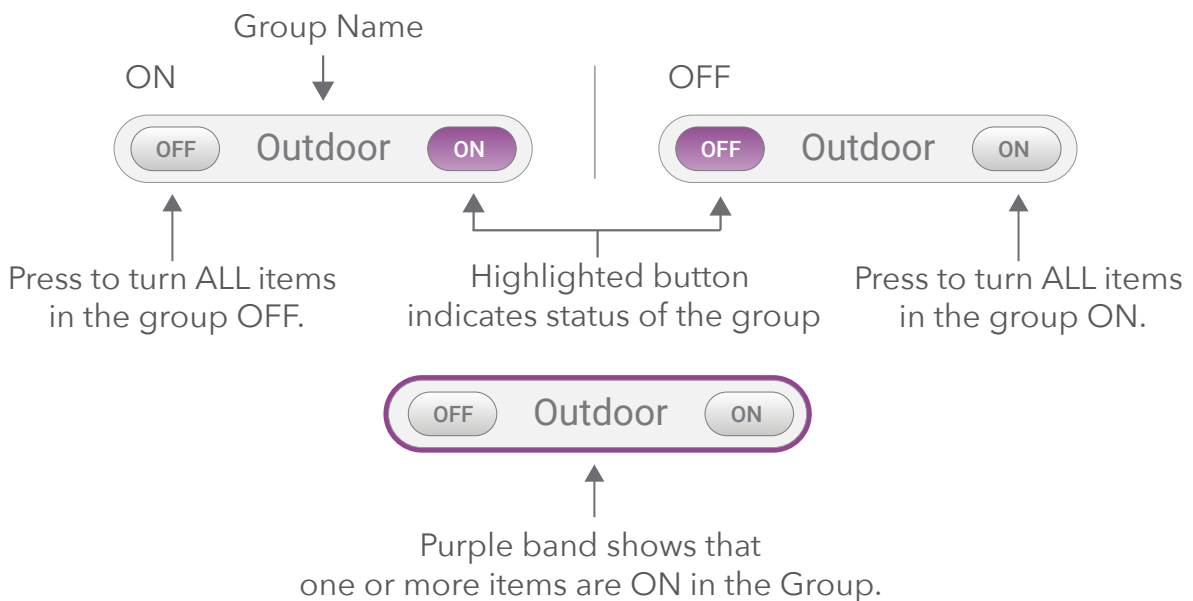 Group Name
ON
OFF
OFF Outdoor ON
OFF Outdoor ON
Press to turn ALL items
in the group OFF.
Highlighted button
indicates status of the group
Press to turn ALL items
in the group ON.
OFF Outdoor ON
Purple band shows that
one or more items are ON in the Group.